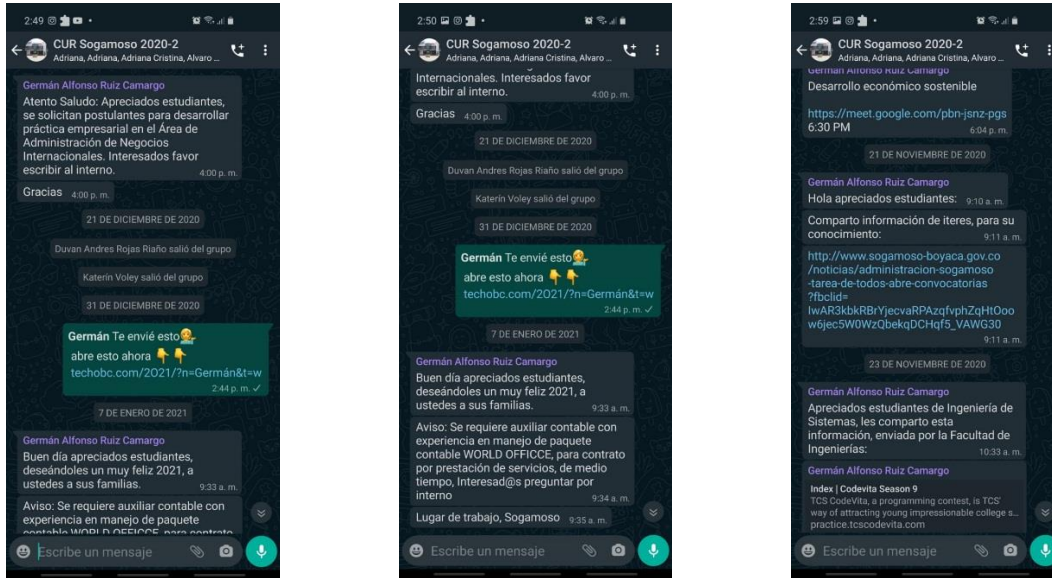 2:49
CUR Sogamoso 2020-2
Adriana, Adriana, Adriana Cristina, Alvaro ...
Germán Alfonso Ruiz Camargo
Atento Saludo: Apreciados estudiantes,
se solicitan postulantes para desarrollar
práctica empresarial en el Área de
Administración de Negocios
Internacionales. Interesados favor
escribir al interno.
4:00 p. m.
Gracias 4:00 p. m.
21 DE DICIEMBRE DE 2020
Duvan Andres Rojas Riaño salió del grupo
Katerin Voley salió del grupo
31 DE DICIEMBRE DE 2020
Germán Te envié esto
abre esto ahora
techobc.com/2021/?n=Germán&t=w
2:44 p. m.
7 DE ENERO DE 2021
Germán Alfonso Ruiz Camargo
Buen día apreciados estudiantes,
deseándoles un muy feliz 2021, a
ustedes a sus familias.
9:33 a. m.
Aviso: Se requiere auxiliar contable con
experiencia en manejo de paquete
contable WORLD OFFICCE, para contrato
Escribe un mensaje
2:50
CUR Sogamoso 2020-2
Adriana, Adriana, Adriana Cristina, Alvaro ...
Internacionales. Interesados favor
escribir al interno.
4:00 p. m.
Gracias 4:00 p. m.
21 DE DICIEMBRE DE 2020
Duvan Andres Rojas Riaño salió del grupo
Katerin Voley salió del grupo
31 DE DICIEMBRE DE 2020
Germán Te envié esto
abre esto ahora
techobc.com/2021/?n=Germán&t=w
2:44 p. m.
7 DE ENERO DE 2021
Germán Alfonso Ruiz Camargo
Buen día apreciados estudiantes,
deseándoles un muy feliz 2021, a
ustedes a sus familias.
9:33 a. m.
Aviso: Se requiere auxiliar contable con
experiencia en manejo de paquete
contable WORLD OFFICCE, para contrato
por prestación de servicios, de medio
tiempo, Interesad@s preguntar por
interno
9:34 a. m.
Lugar de trabajo, Sogamoso 9:35 a. m.
Escribe un mensaje
2:59
CUR Sogamoso 2020-2
Adriana, Adriana, Adriana Cristina, Alvaro ...
Germán Alfonso Ruiz Camargo
Desarrollo económico sostenible
https://meet.google.com/pbn-jsnz-pgs
6:30 PM
6:04 p. m.
21 DE NOVIEMBRE DE 2020
Germán Alfonso Ruiz Camargo
Hola apreciados estudiantes: 9:10 a. m.
Comparto información de iteres, para su
conocimiento:
9:11 a. m.
http://www.sogamoso-boyaca.gov.co
/noticias/administracion-sogamoso
-tarea-de-todos-abre-convocatorias
?fbclid=
IwAR3kbkRBrYjecvaRPAzqfvphZqHtOoo
w6jec5W0WzQbekqDCHqf5_VAWG30
9:11 a. m.
23 DE NOVIEMBRE DE 2020
Germán Alfonso Ruiz Camargo
Apreciados estudiantes de Ingeniería de
Sistemas, les comparto esta
información, enviada por la Facultad de
Ingenierías:
10:33 a. m.
Germán Alfonso Ruiz Camargo
Index | Codevita Season 9
TCS CodeVita, a programming contest, is TCS'
way of attracting young impressionable college s...
practice.tcscodevita.com
Escribe un mensaje